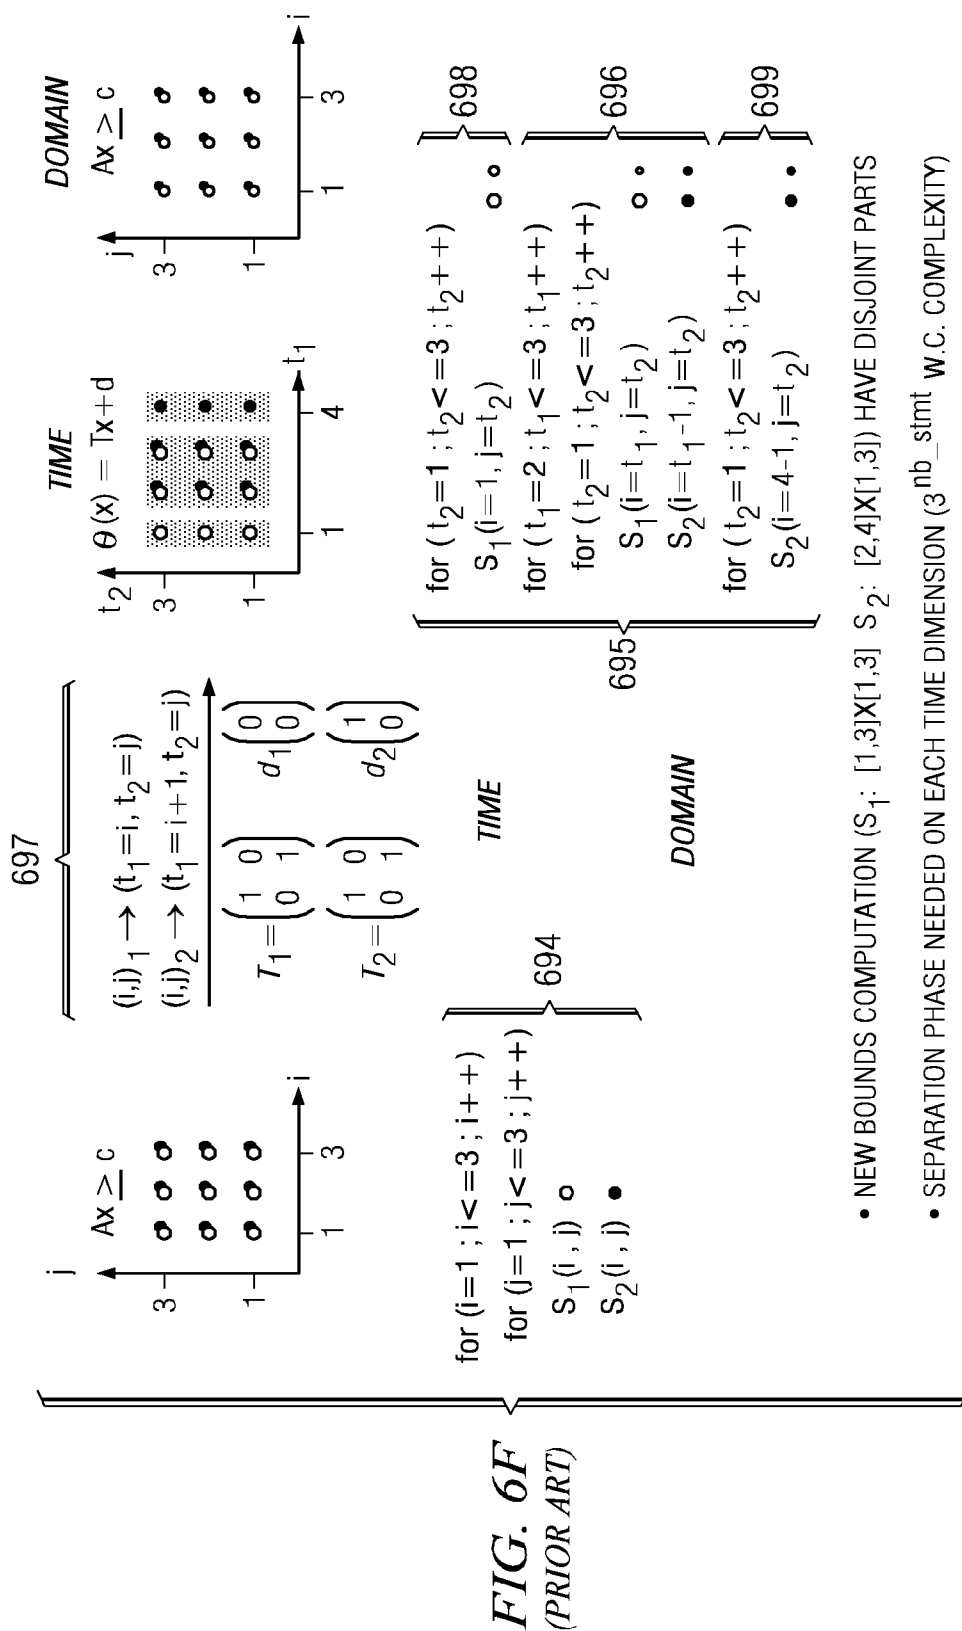 FIG. 6F
(PRIOR ART)
Ax ≥ c
j
3
1
1
3
i
for (i=1 ; i<=3 ; i++)
for (j=1 ; j<=3 ; j++)
S1(i , j)
S2(i , j)
694
697
(i,j)1 → (t1=i, t2=j)
(i,j)2 → (t1=i+1, t2=j)
T1= ( 1 0
0 1 )
d1 ( 0
0 )
T2= ( 1 0
0 1 )
d2 ( 1
0 )
TIME
DOMAIN
TIME
θ(x) = Tx+d
t2
3
1
1
4
t1
DOMAIN
Ax ≥ c
j
3
1
1
3
i
695
for (t2=1 ; t2<=3 ; t2++)
S1(i=1, j=t2)
698
for (t1=2 ; t1<=3 ; t1++)
for (t2=1 ; t2<=3 ; t2++)
S1(i=t1, j=t2)
S2(i=t1-1, j=t2)
696
for (t2=1 ; t2<=3 ; t2++)
S2(i=4-1, j=t2)
699
• NEW BOUNDS COMPUTATION (S1: [1,3]X[1,3] S2: [2,4]X[1,3]) HAVE DISJOINT PARTS
• SEPARATION PHASE NEEDED ON EACH TIME DIMENSION (3^nb_stmt W.C. COMPLEXITY)